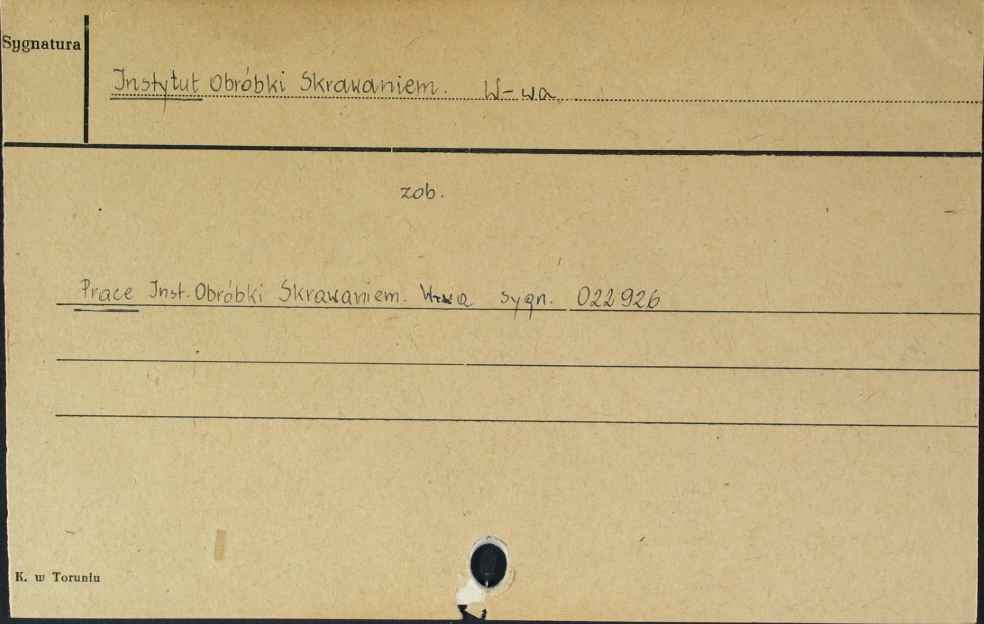 Sygnatura
Instytut Obróbki Skrawaniem. W-wa
zob.
Prace Inst. Obróbki Skrawaniem. W-wa sygn. 022926
K. w Toruniu